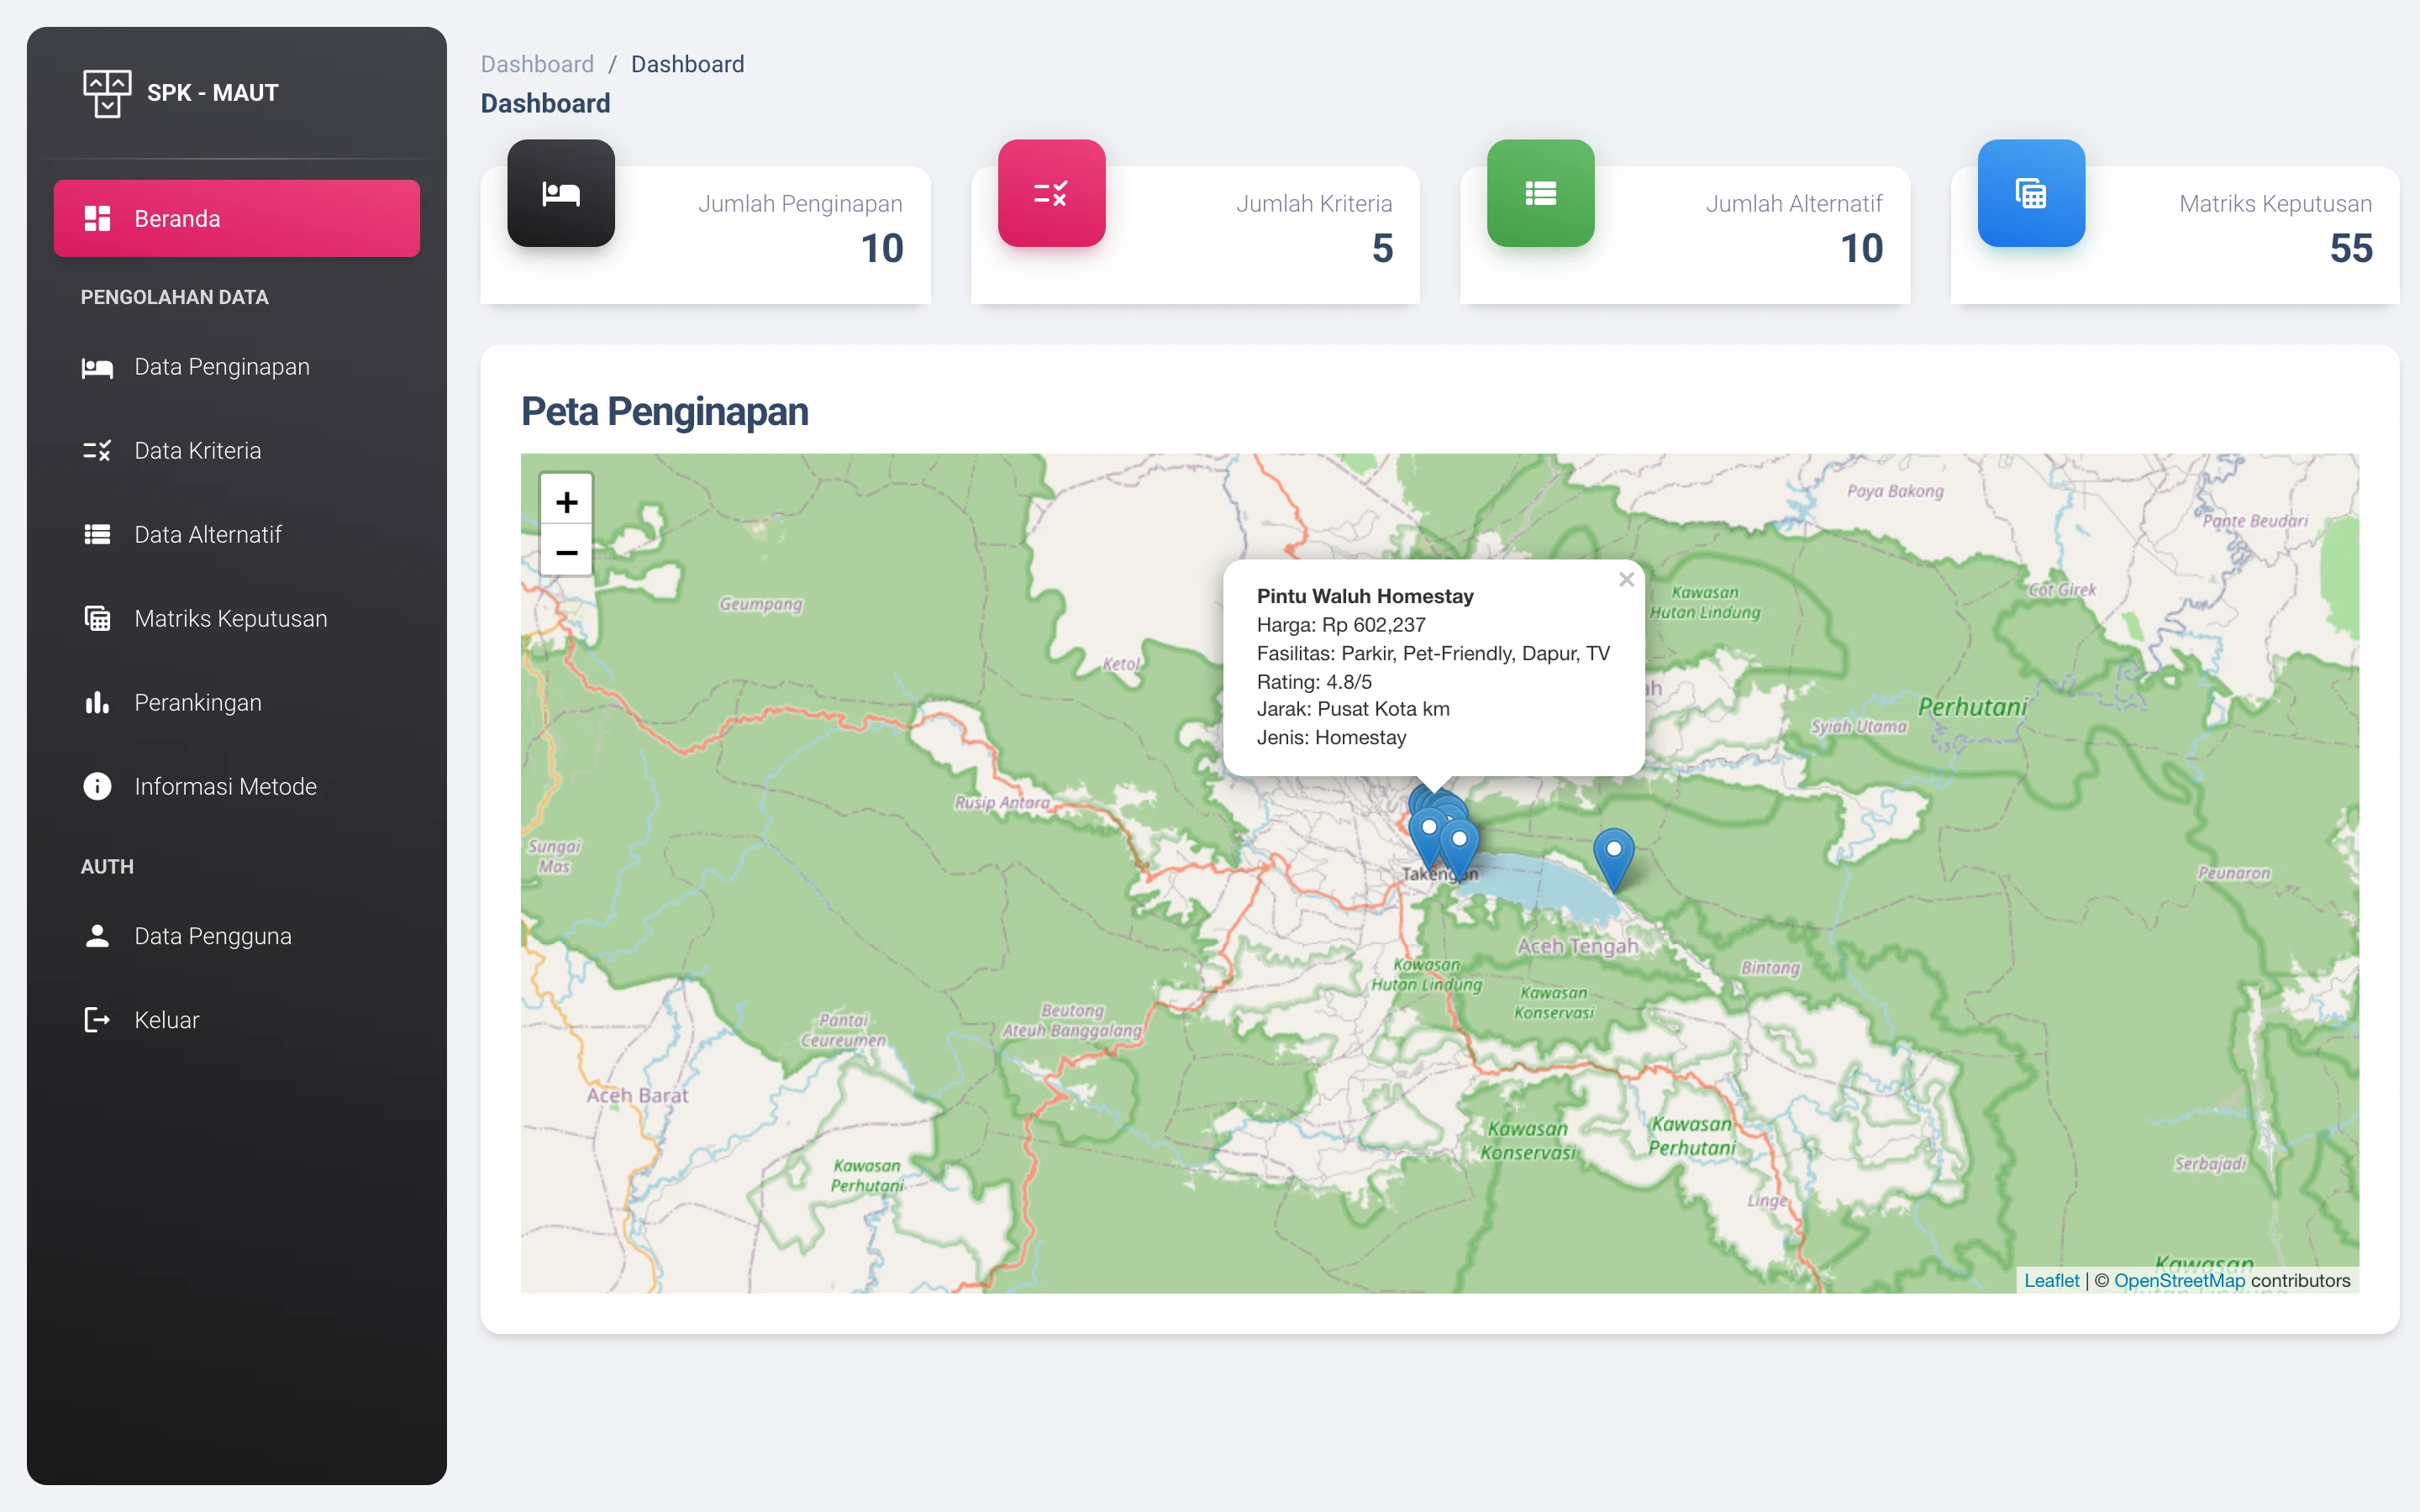 SPK - MAUT
Beranda
PENGOLAHAN DATA
Data Penginapan
Data Kriteria
Data Alternatif
Matriks Keputusan
Perankingan
Informasi Metode
AUTH
Data Pengguna
Keluar
Dashboard / Dashboard
Dashboard
Jumlah Penginapan
10
Jumlah Kriteria
5
Jumlah Alternatif
10
Matriks Keputusan
55
Peta Penginapan
+
−
Paya Bakong
Pante Beudari
Geumpang
Kawasan
Hutan Lindung
Cot Girek
Ketol
Pintu Waluh Homestay
Harga: Rp 602,237
Fasilitas: Parkir, Pet-Friendly, Dapur, TV
Rating: 4.8/5
Jarak: Pusat Kota km
Jenis: Homestay
×
ah
Perhutani
Syiah Utama
Rusip Antara
Sungai
Mas
Takengon
Peunaron
Aceh Tengah
Bintang
Kawasan
Hutan Lindung
Kawasan
Konservasi
Pantai
Ceureumen
Beutong
Ateuh Banggalang
Aceh Barat
Kawasan
Konservasi
Kawasan
Perhutani
Kawasan
Perhutani
Serbajadi
Linge
Kawasan
Leaflet | © OpenStreetMap contributors